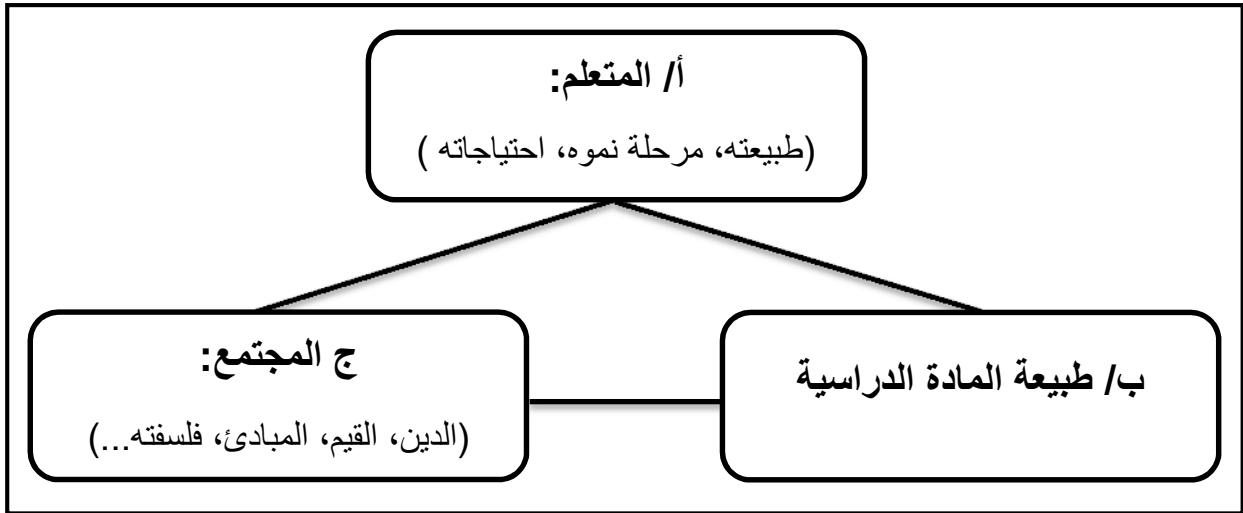 أ/ المتعلم:
(طبيعته، مرحلة نموه، احتياجاته )
ب/ طبيعة المادة الدراسية
ج المجتمع:
(الدين، القيم، المبادئ، فلسفته...)